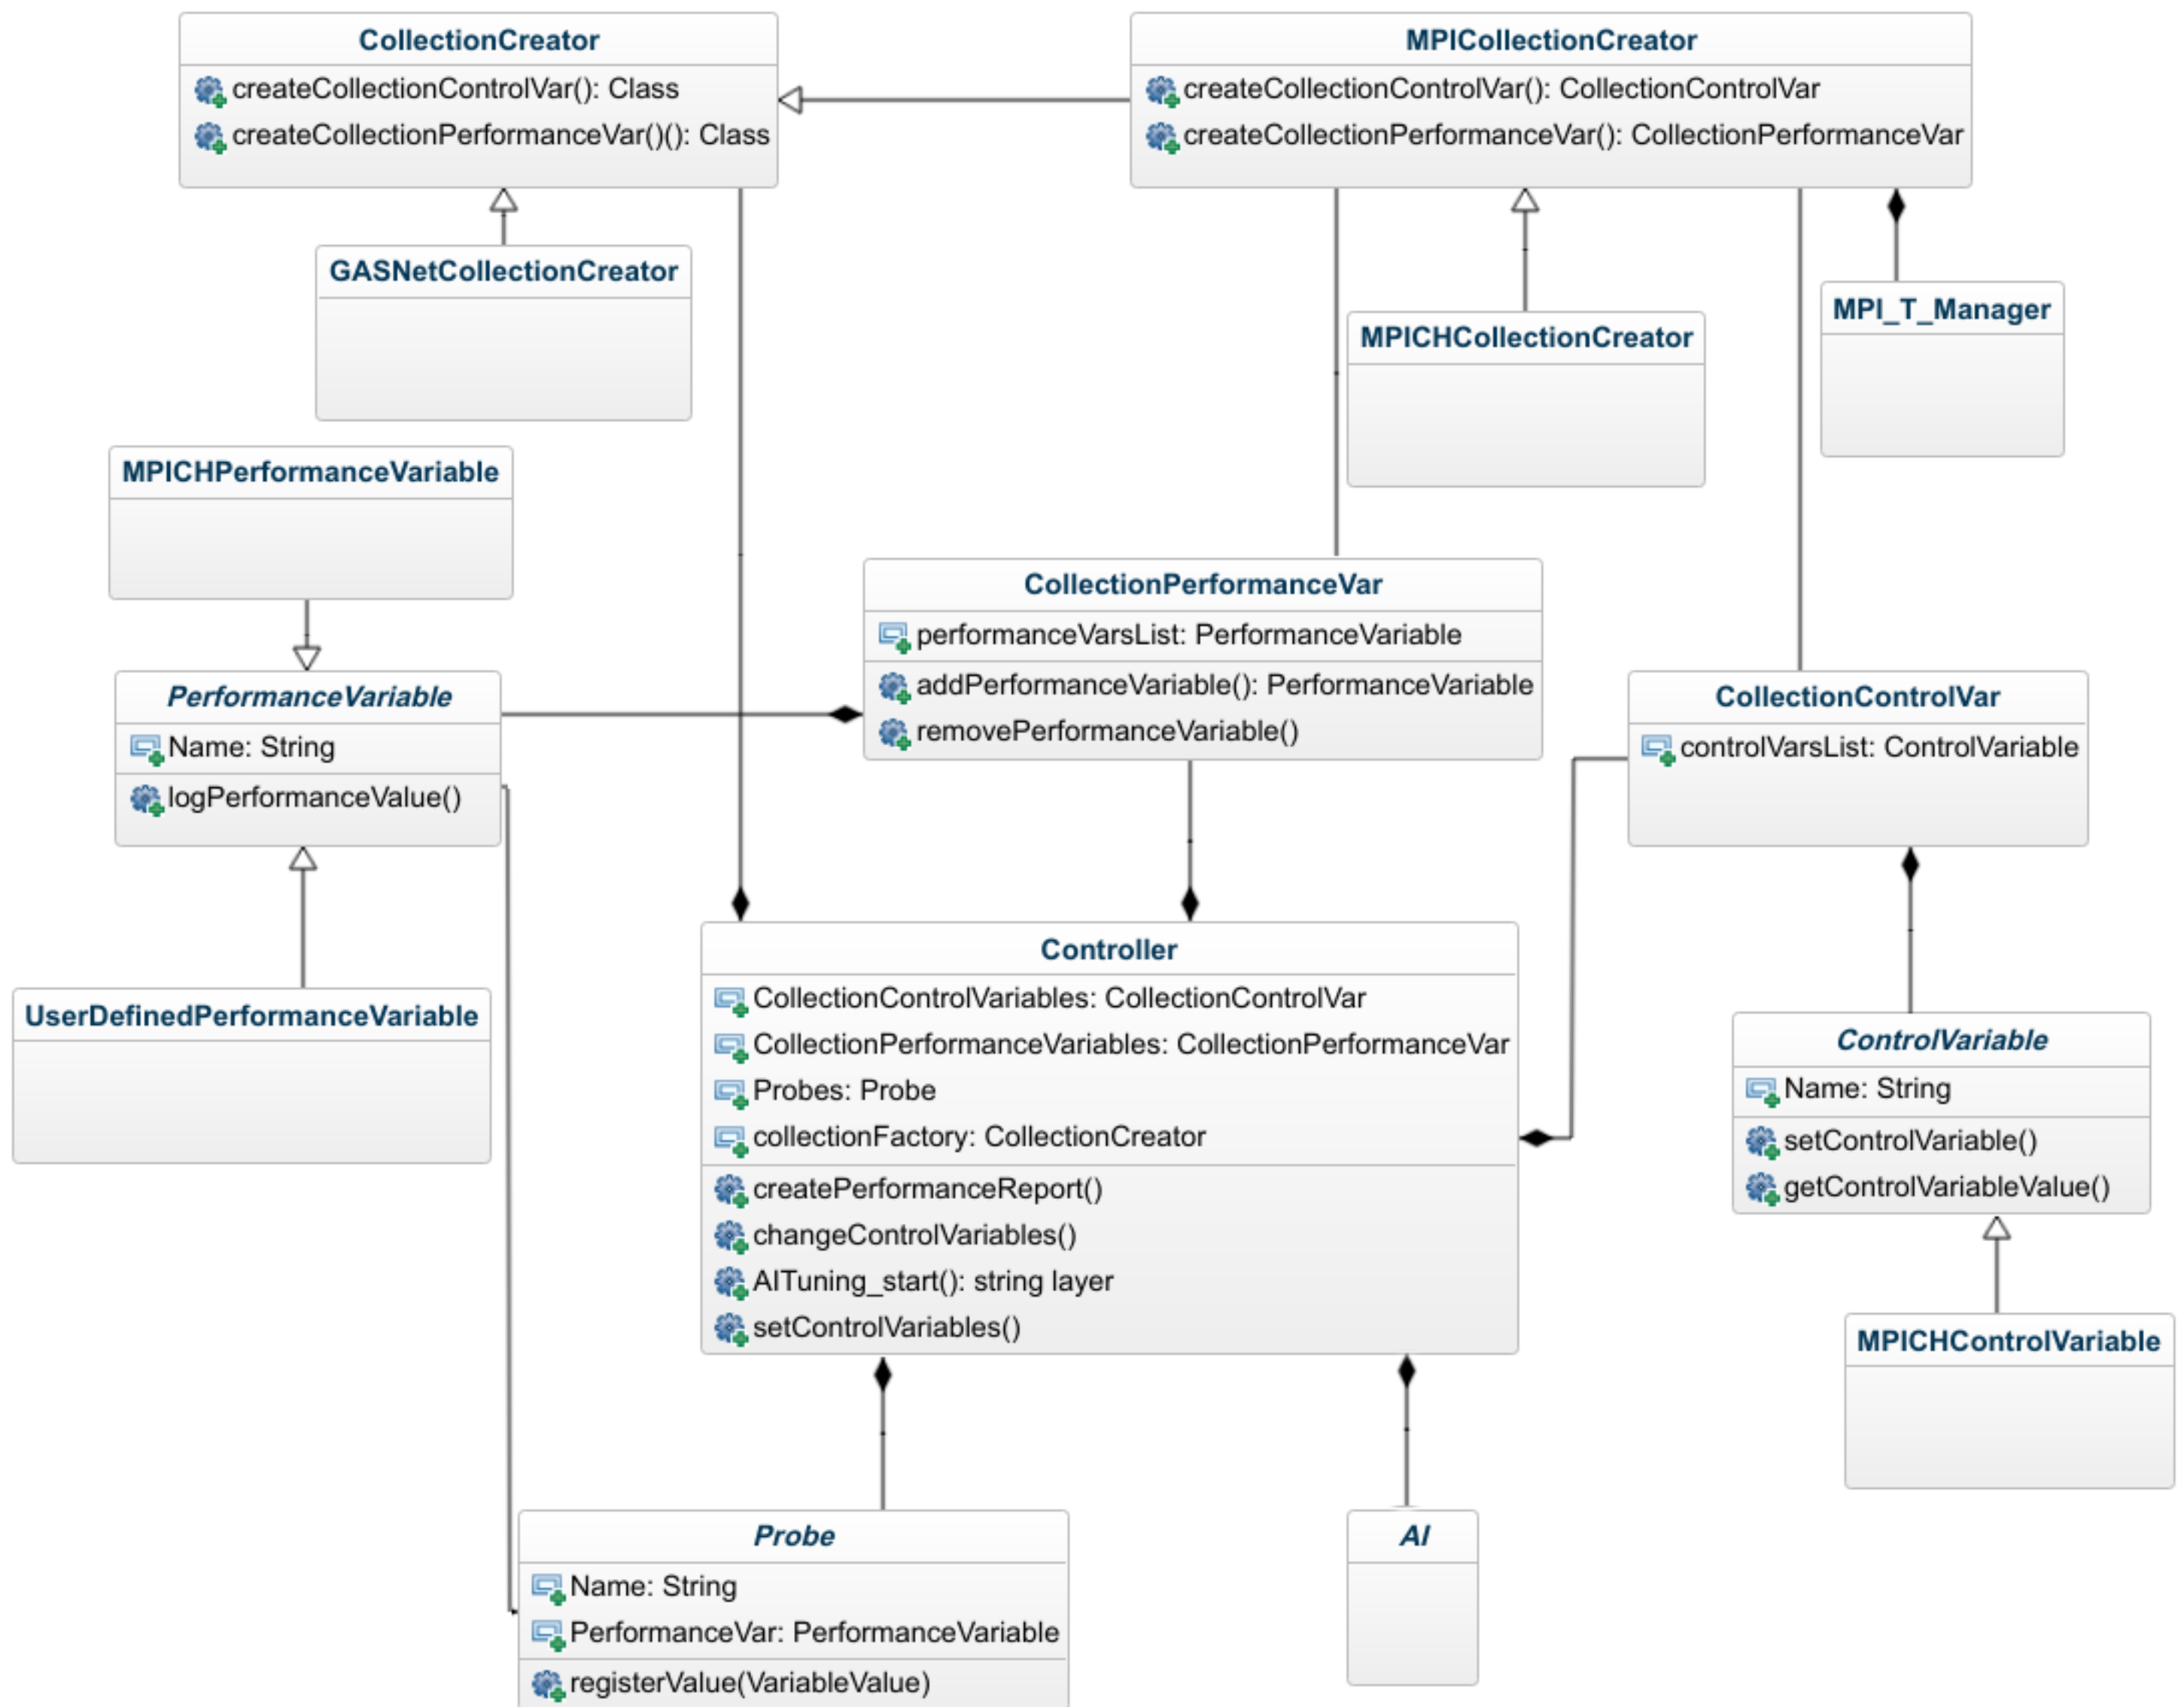 CollectionCreator
createCollectionControlVar(): Class
createCollectionPerformanceVar()(): Class
MPICollectionCreator
createCollectionControlVar(): CollectionControlVar
createCollectionPerformanceVar(): CollectionPerformanceVar
GASNetCollectionCreator
MPICHCollectionCreator
MPI_T_Manager
MPICHPerformanceVariable
CollectionPerformanceVar
performanceVarsList: PerformanceVariable
addPerformanceVariable(): PerformanceVariable
removePerformanceVariable()
PerformanceVariable
Name: String
logPerformanceValue()
CollectionControlVar
controlVarsList: ControlVariable
UserDefinedPerformanceVariable
Controller
CollectionControlVariables: CollectionControlVar
CollectionPerformanceVariables: CollectionPerformanceVar
Probes: Probe
collectionFactory: CollectionCreator
createPerformanceReport()
changeControlVariables()
AITuning_start(): string layer
setControlVariables()
ControlVariable
Name: String
setControlVariable()
getControlVariableValue()
MPICHControlVariable
Probe
Name: String
PerformanceVar: PerformanceVariable
registerValue(VariableValue)
AI